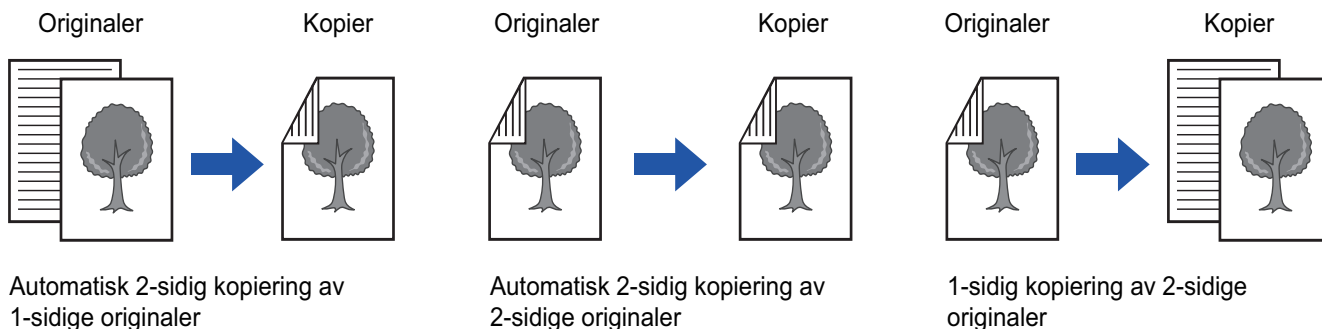 Originaler
Kopier
Originaler
Kopier
Originaler
Kopier
Automatisk 2-sidig kopiering av
1-sidige originaler
Automatisk 2-sidig kopiering av
2-sidige originaler
1-sidig kopiering av 2-sidige
originaler